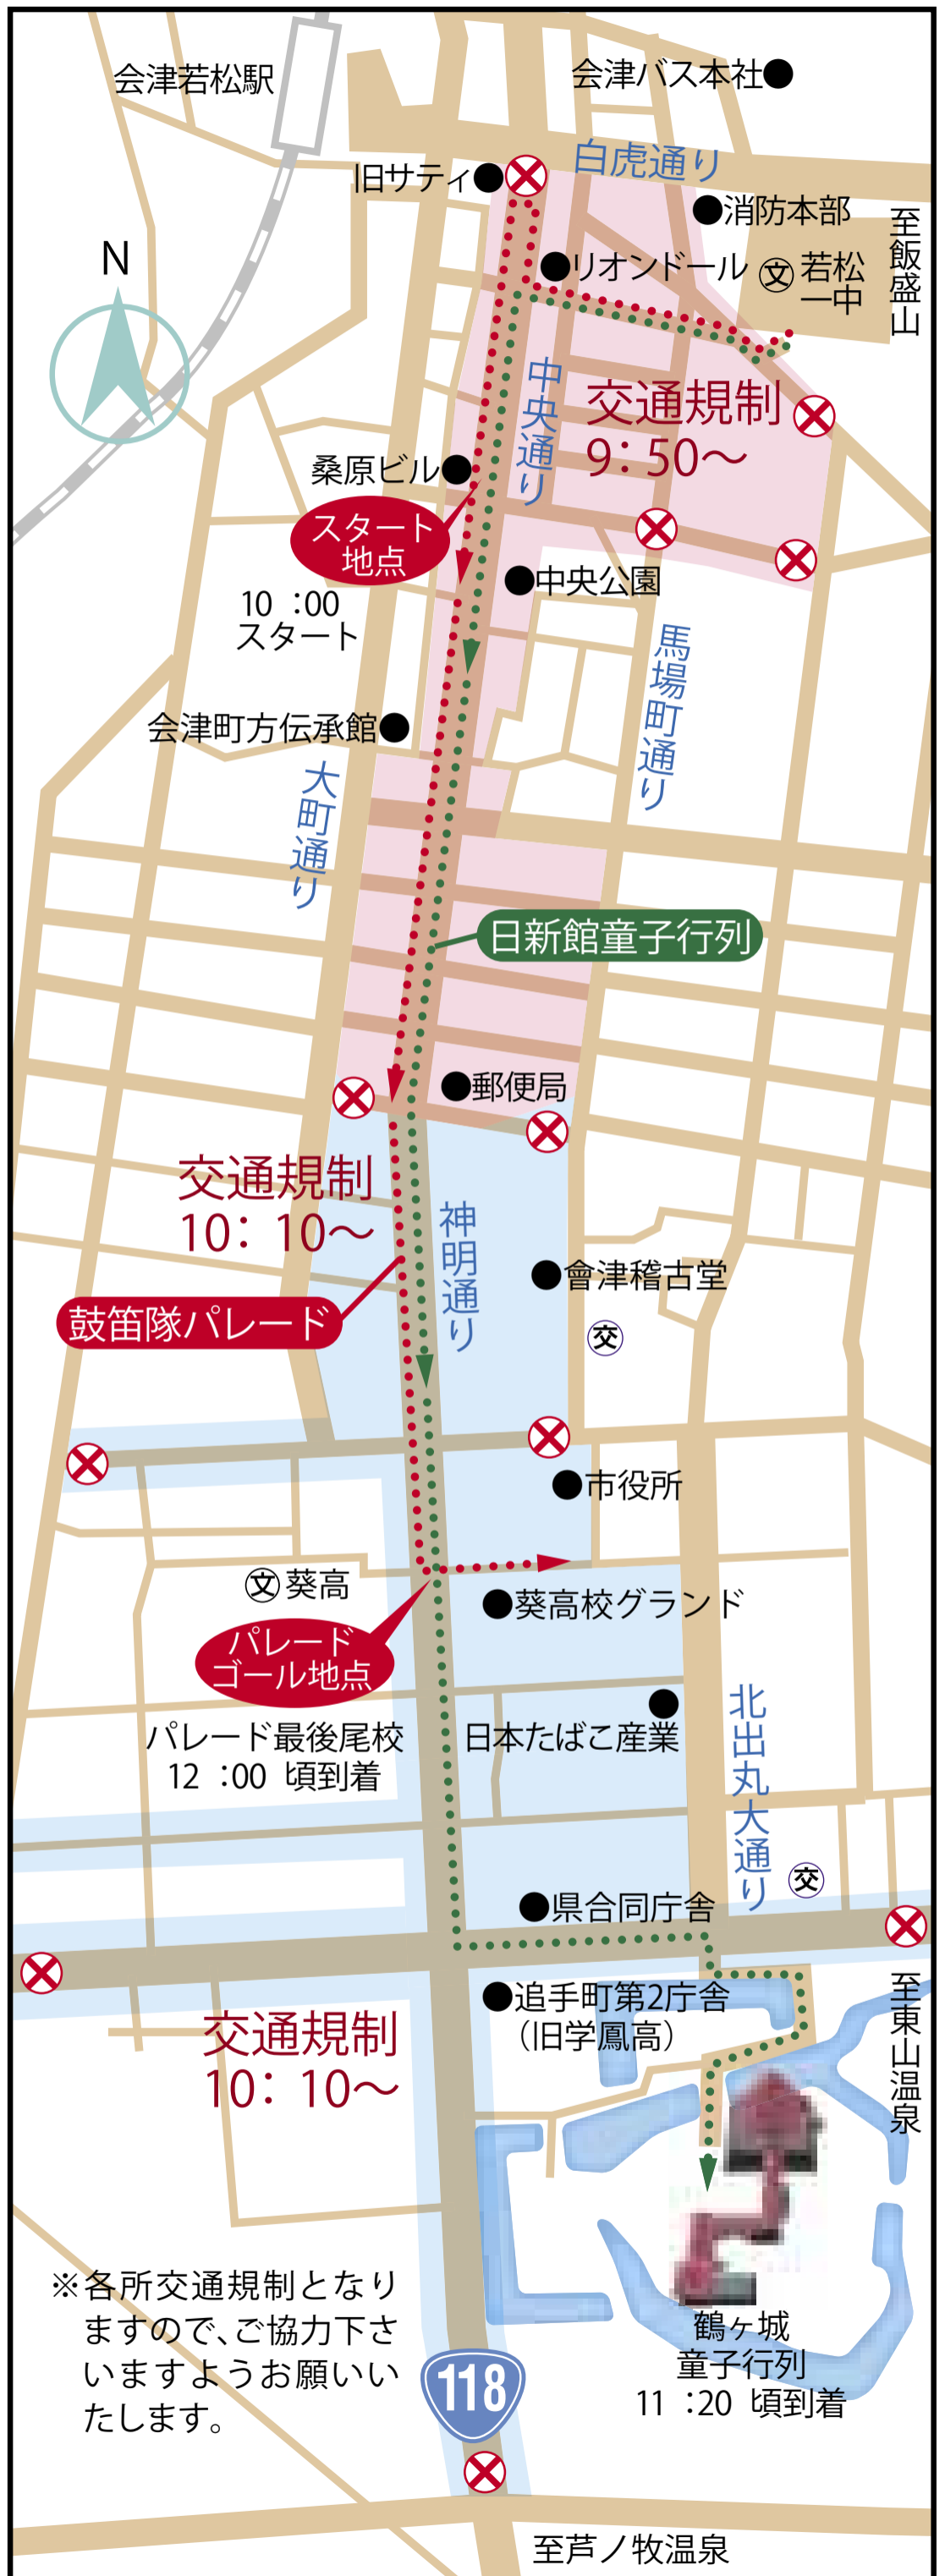 会津若松駅
会津バス本社
白虎通り
旧サティ
消防本部
至飯盛山
N
リオンドール
文
若松
一中
中央通り
交通規制
9：50〜
桑原ビル
スタート
地点
中央公園
10：00
スタート
馬場町通り
会津町方伝承館
大町通り
日新館童子行列
郵便局
交通規制
10：10〜
神明通り
會津稽古堂
鼓笛隊パレード
交
市役所
文
葵高
葵高校グランド
パレード
ゴール地点
パレード最後尾校
12：00 頃到着
日本たばこ産業
北出丸大通り
交
県合同庁舎
追手町第2庁舎
（旧学鳳高）
至東山温泉
交通規制
10：10〜
※各所交通規制となり
ますので、ご協力下さ
いますようお願いい
たします。
鶴ヶ城
童子行列
11：20 頃到着
118
至芦ノ牧温泉